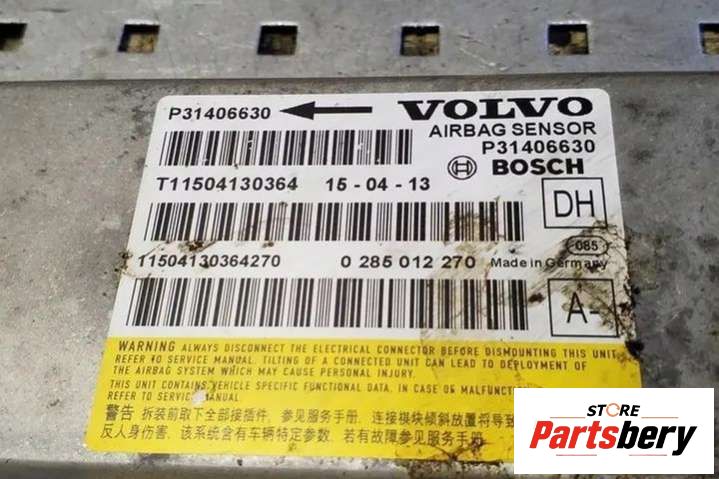 P31406630 VOLVO
AIRBAG SENSOR
P31406630
BOSCH
T11504130364 15-04-13
DH
085
11504130364270 0 285 012 270 Made in Germany
A-
WARNING ALWAYS DISCONNECT THE ELECTRICAL CONNECTOR BEFORE DISMOUNTING THIS UNIT.
REFER TO SERVICE MANUAL. TILTING OF A CONNECTED UNIT CAN LEAD TO DEPLOYMENT OF
THE AIRBAG SYSTEM WHICH MAY CAUSE PERSONAL INJURY.
THIS UNIT CONTAINS VEHICLE SPECIFIC FUNCTIONAL DATA. IN CASE OF MALFUNCT
REFER TO SERVICE MANUAL.
警告 拆装前取下全部接插件，参见服务手册. 连接模块倾斜放置将导致
反人身伤害. 该系统含有车辆特定参数. 若有故障参见服务手册.
STORE
Partsbery